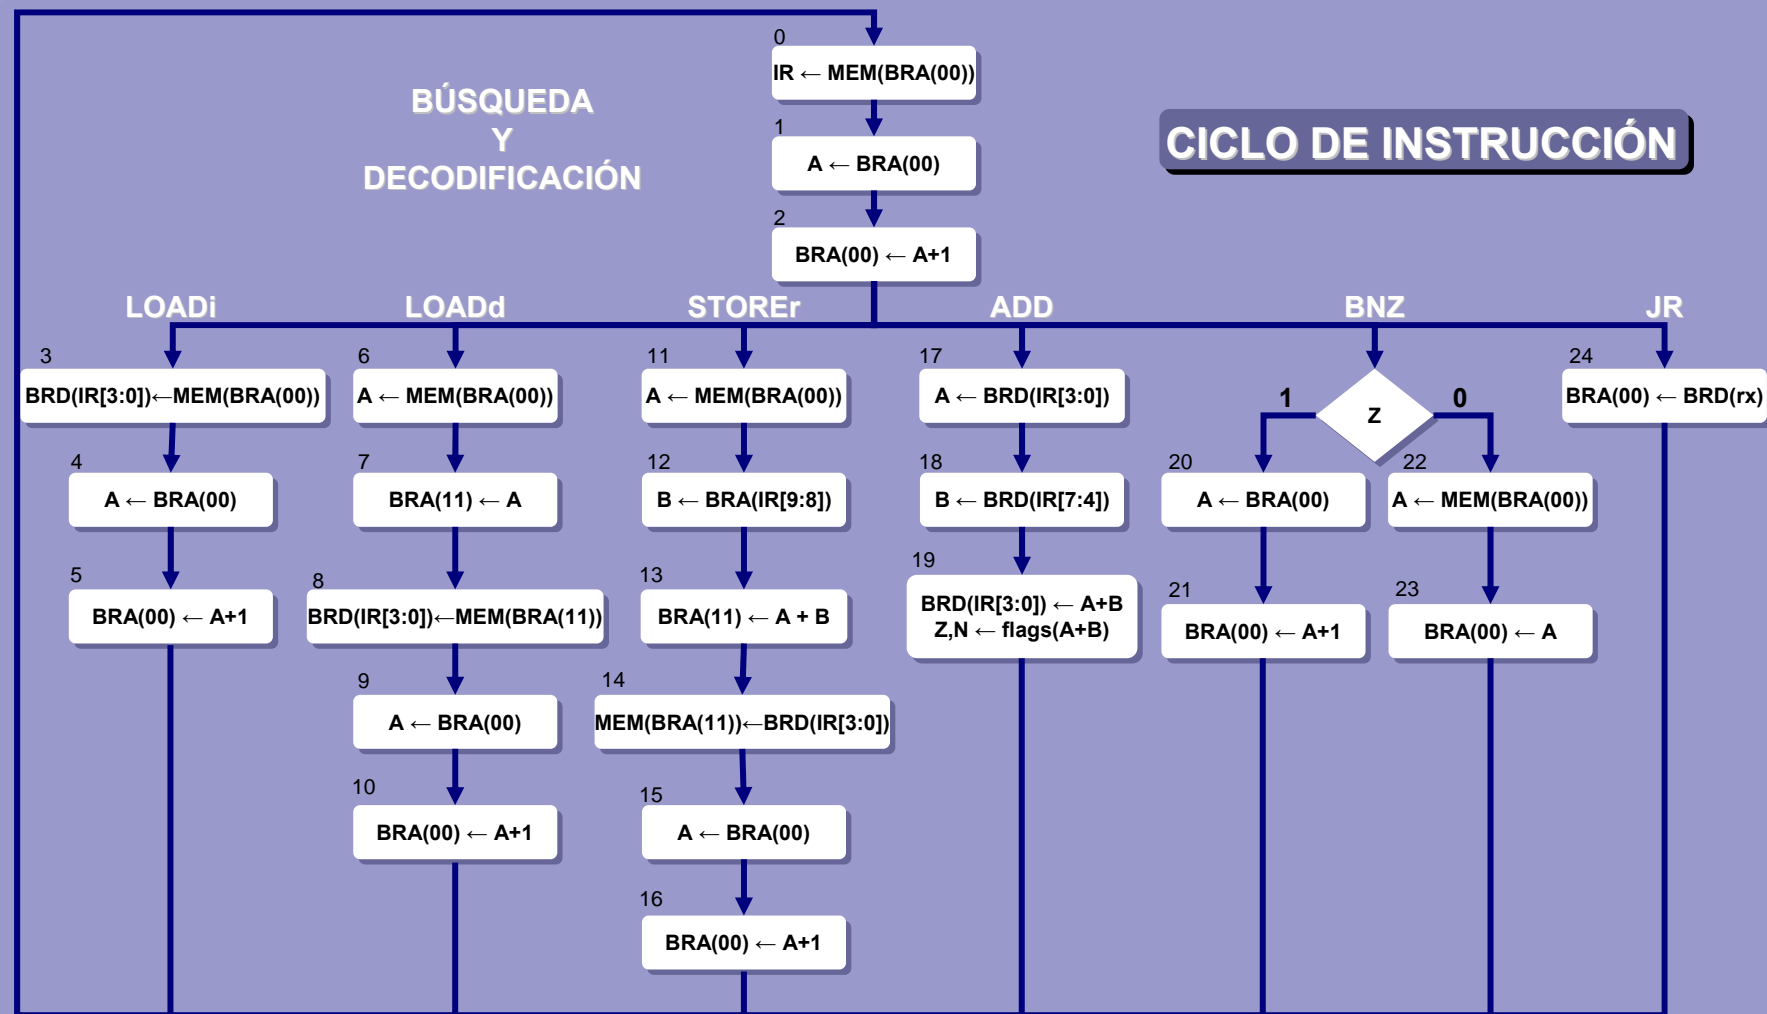 0
IR ← MEM(BRA(00))
BÚSQUEDA
Y
DECODIFICACIÓN
CICLO DE INSTRUCCIÓN
1
A ← BRA(00)
2
BRA(00) ← A+1
LOADi
3
BRD(IR[3:0])←MEM(BRA(00))
4
A ← BRA(00)
5
BRA(00) ← A+1
LOADd
6
A ← MEM(BRA(00))
7
BRA(11) ← A
8
BRD(IR[3:0])←MEM(BRA(11))
9
A ← BRA(00)
10
BRA(00) ← A+1
STOREr
11
A ← MEM(BRA(00))
12
B ← BRA(IR[9:8])
13
BRA(11) ← A + B
14
MEM(BRA(11))←BRD(IR[3:0])
15
A ← BRA(00)
16
BRA(00) ← A+1
ADD
17
A ← BRD(IR[3:0])
18
B ← BRD(IR[7:4])
19
BRD(IR[3:0]) ← A+B
Z,N ← flags(A+B)
BNZ
1
Z
0
20
A ← BRA(00)
21
BRA(00) ← A+1
22
A ← MEM(BRA(00))
23
BRA(00) ← A
JR
24
BRA(00) ← BRD(rx)